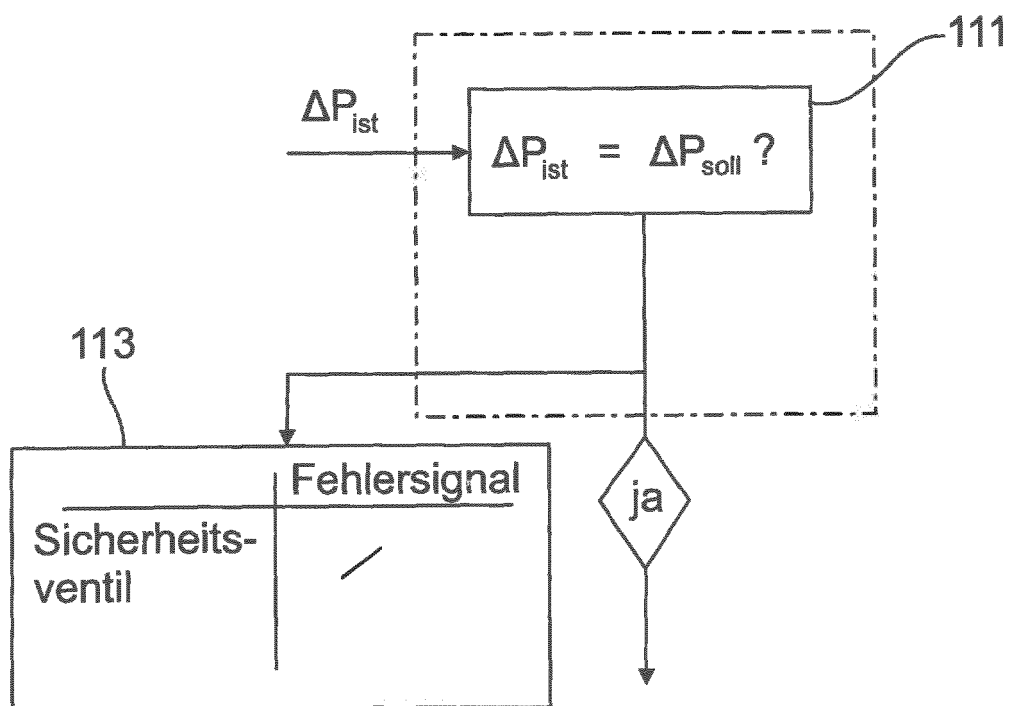 111
ΔPist
ΔPist = ΔPsoll ?
113
Fehlersignal
ja
Sicherheits-
ventil